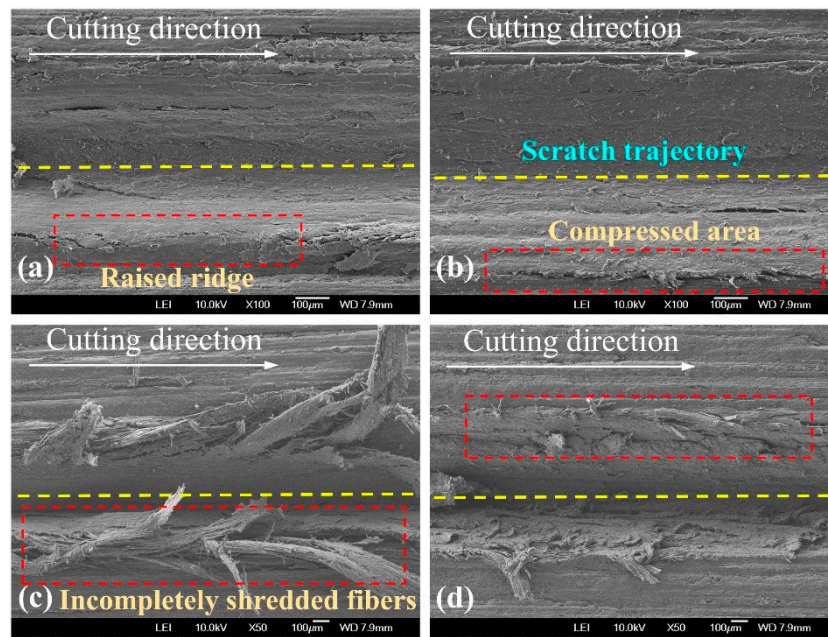 Cutting direction
(a)
Raised ridge
LEI 10.0kV X100 100μm WD 7.9mm
Cutting direction
Scratch trajectory
Compressed area
(b)
LEI 10.0kV X100 100μm WD 7.9mm
Cutting direction
(c)
Incompletely shredded fibers
LEI 10.0kV X50 100μm WD 7.9mm
Cutting direction
(d)
LEI 10.0kV X50 100μm WD 7.9mm